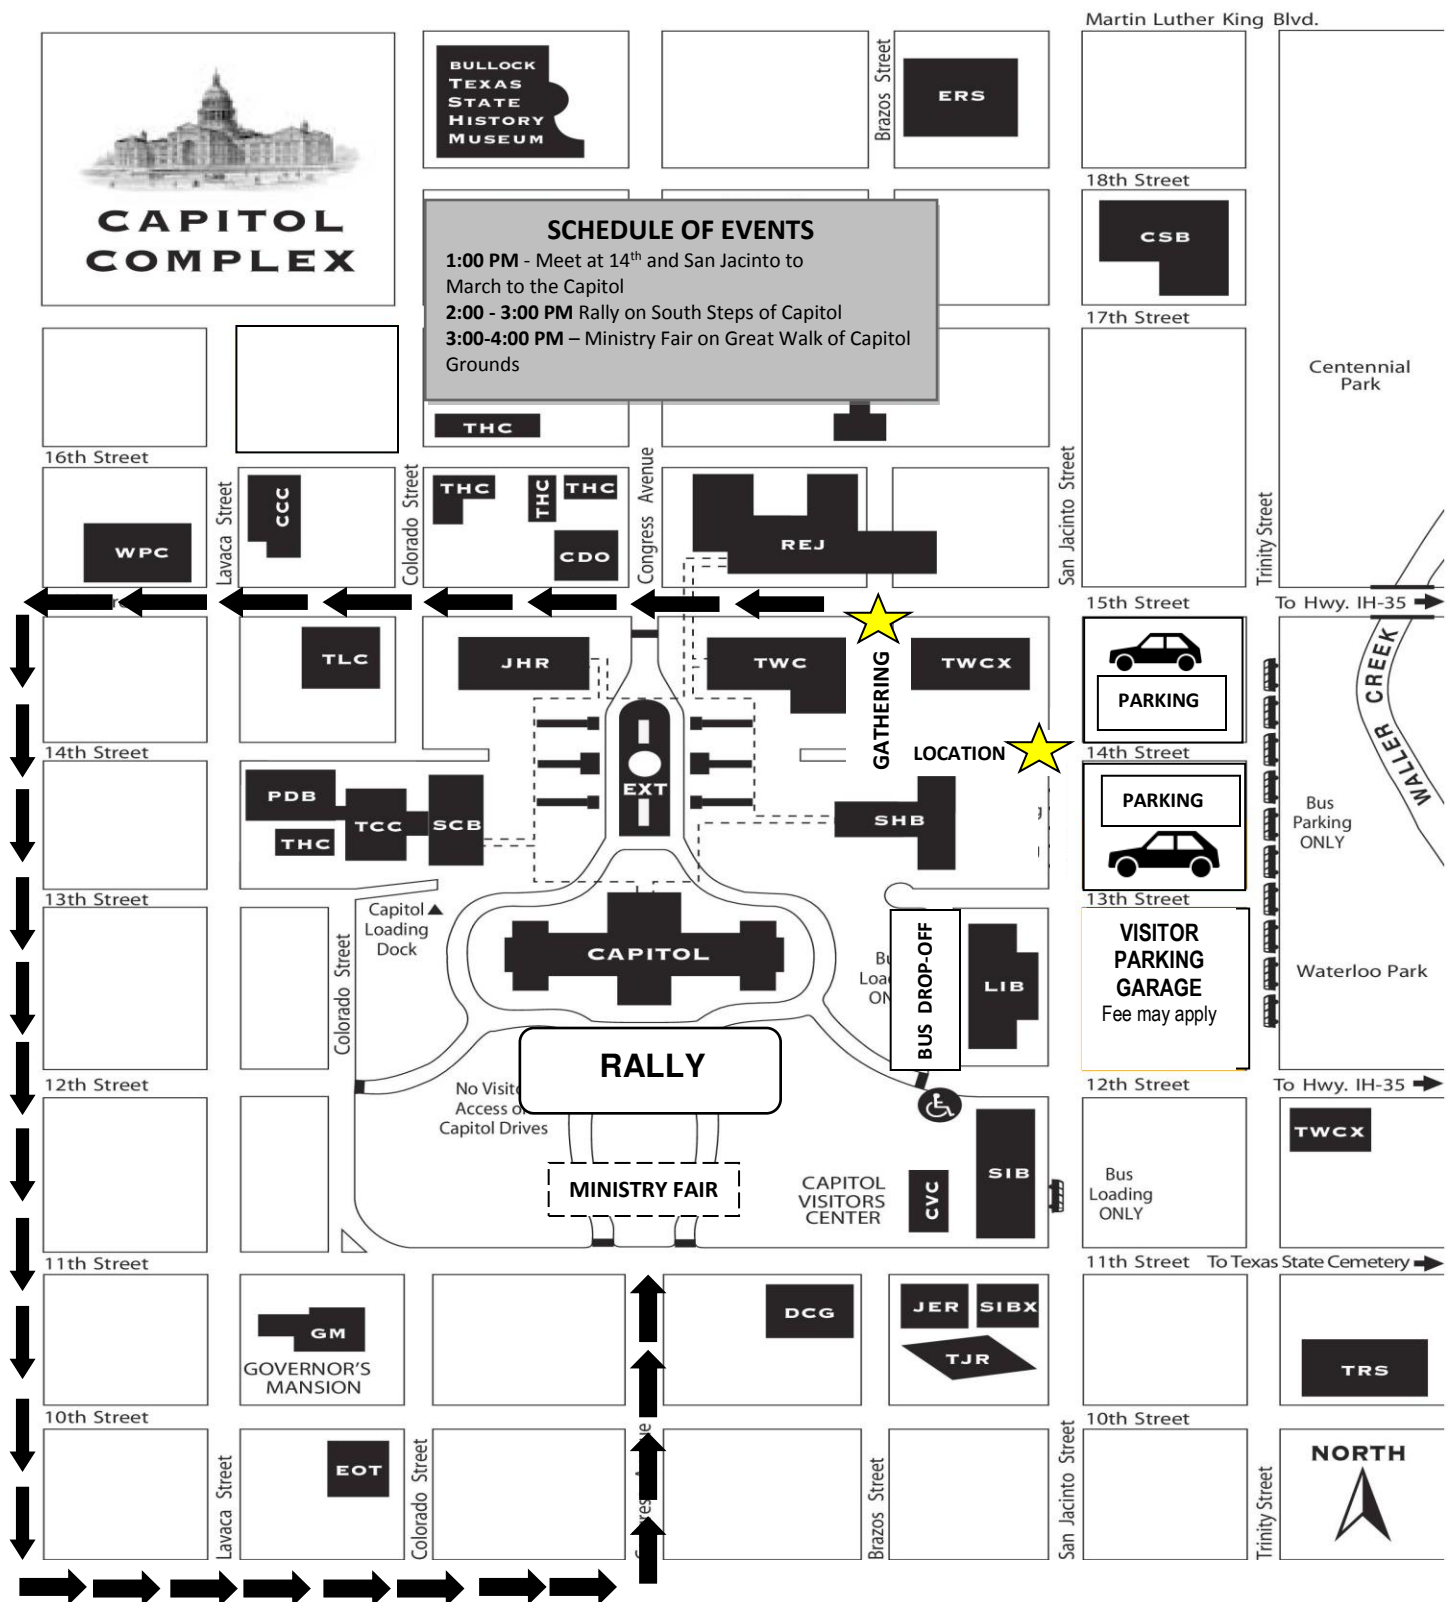 Martin Luther King Blvd.
CAPITOL
COMPLEX
BULLOCK
TEXAS
STATE
HISTORY
MUSEUM
Brazos Street
ERS
18th Street
CSB
SCHEDULE OF EVENTS
1:00 PM - Meet at 14th and San Jacinto to
March to the Capitol
2:00 - 3:00 PM Rally on South Steps of Capitol
3:00-4:00 PM – Ministry Fair on Great Walk of Capitol
Grounds
17th Street
Centennial
Park
THC
16th Street
Lavaca Street
Colorado Street
Congress Avenue
San Jacinto Street
Trinity Street
WPC
CCC
THC
THC
THC
CDO
REJ
15th Street
To Hwy. IH-35
TLC
JHR
TWC
GATHERING
TWCX
PARKING
WALLER CREEK
14th Street
LOCATION
14th Street
EXT
PDB
TCC
SCB
THC
SHB
PARKING
Bus
Parking
ONLY
13th Street
13th Street
Capitol
Loading
Dock
Colorado Street
CAPITOL
BUS DROP-OFF
LIB
VISITOR
PARKING
GARAGE
Fee may apply
Waterloo Park
RALLY
12th Street
No
Access
Capitol Drives
12th Street
To Hwy. IH-35
TWCX
MINISTRY FAIR
CAPITOL
VISITORS
CENTER
CVC
SIB
Bus
Loading
ONLY
11th Street
11th Street
To Texas State Cemetery
GM
GOVERNOR'S
MANSION
DCG
JER
SIBX
TJR
TRS
10th Street
10th Street
Lavaca Street
EOT
Colorado Street
Brazos Street
San Jacinto Street
Trinity Street
NORTH